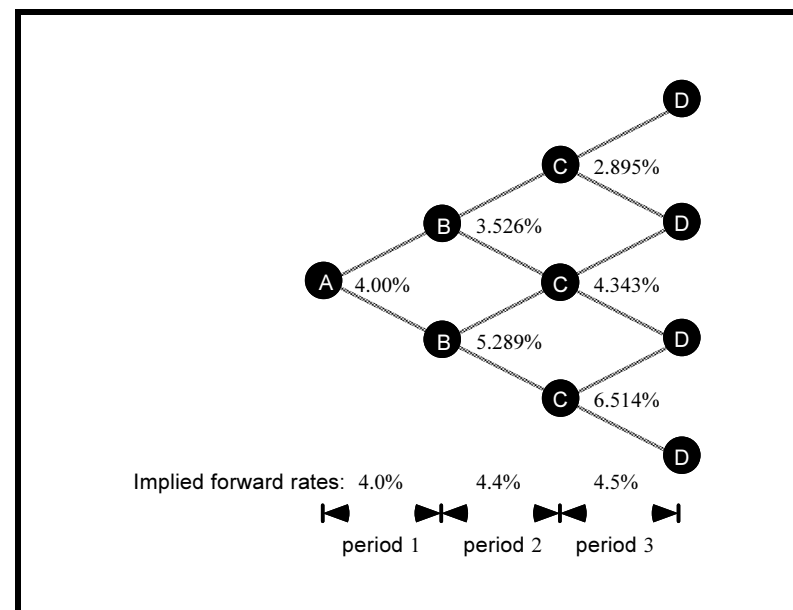 D
C
2.895%
B
D
3.526%
A
C
4.00%
4.343%
B
D
5.289%
C
6.514%
D
Implied forward rates: 4.0% 4.4% 4.5%
period 1 period 2 period 3